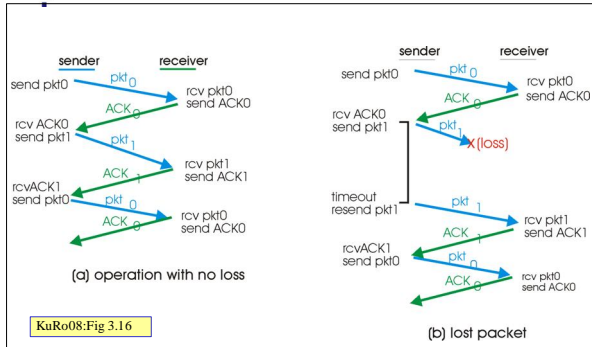 sender receiver
send pkt0
pkt 0
rcv pkt0
send ACK0
ACK 0
rcv ACK0
send pkt1
pkt 1
rcv pkt1
send ACK1
ACK 1
rcvACK1
send pkt0
pkt 0
rcv pkt0
send ACK0
ACK 0
(a) operation with no loss
KuRo08:Fig 3.16
sender receiver
send pkt0
pkt 0
rcv pkt0
send ACK0
ACK 0
rcv ACK0
send pkt1
pkt 1
X(loss)
timeout
resend pkt1
pkt 1
rcv pkt1
send ACK1
ACK 1
rcvACK1
send pkt0
pkt 0
rcv pkt0
send ACK0
ACK 0
(b) lost packet